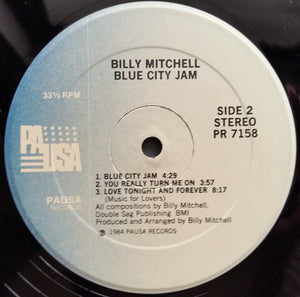 BILLY MITCHELL
BLUE CITY JAM
33⅓ RPM
SIDE 2
STEREO
PR 7158
PAUSA
PAUSA
RECORDS
1. BLUE CITY JAM 4:29
2. YOU REALLY TURN ME ON 3:57
3. LOVE TONIGHT AND FOREVER 8:17
(Music for Lovers)
All compositions by Billy Mitchell,
Double Sag Publishing BMI
Produced and Arranged by Billy Mitchell
℗ 1984 PAUSA RECORDS